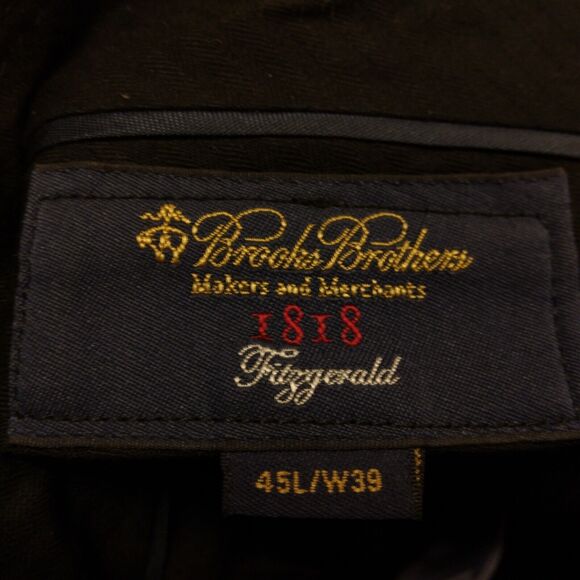 Brooks Brothers
Makers and Merchants
1818
Fitzgerald
45L/W39